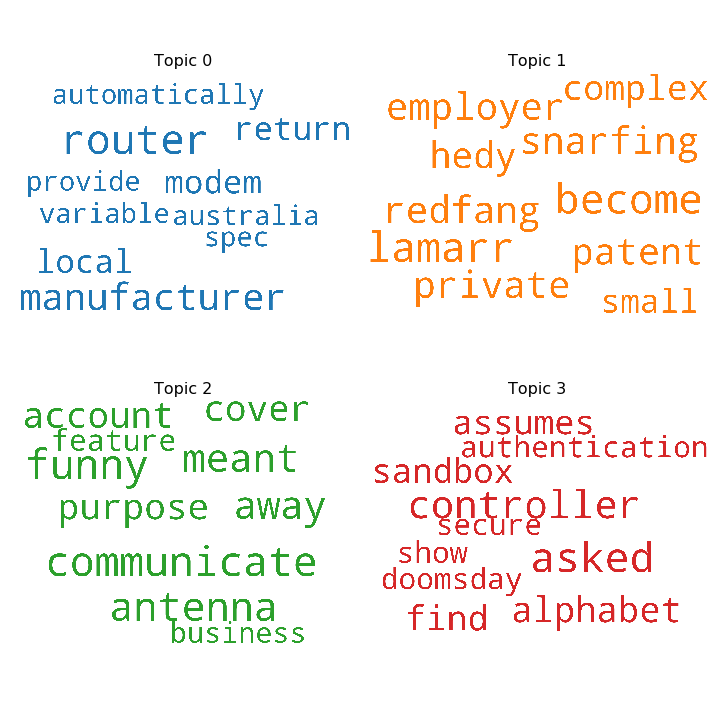 Topic 0
automatically
router
return
provide
modem
variable
australia
spec
local
manufacturer
Topic 1
complex
employer
snarfing
hedy
become
redfang
lamarr
patent
private
small
Topic 2
account
cover
feature
funny
meant
purpose
away
communicate
antenna
business
Topic 3
assumes
authentication
sandbox
controller
secure
show
asked
doomsday
find
alphabet